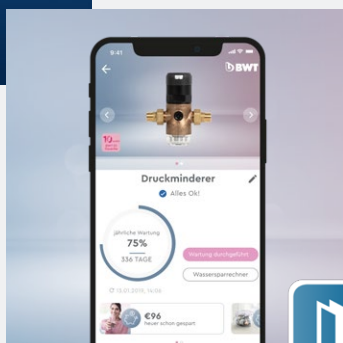 9:41
BWT
10
Druckminderer
Alles Ok!
jährliche Wartung
75%
336 TAGE
Wartung durchgeführt
Wassersparrechner
13.01.2019, 14:06
€96
heuer schon gespart